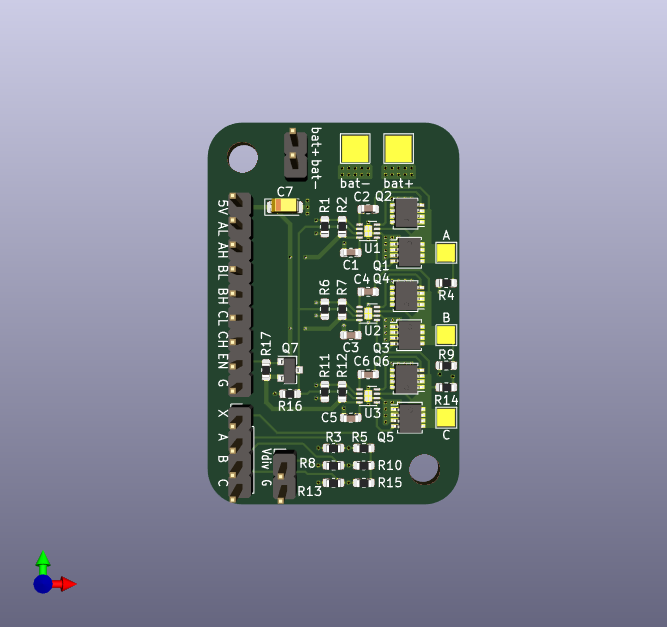 bat+
bat-
bat-
bat+
C7
R1
R2
C2
Q2
U1
C1
Q1
A
5V
AL
AH
BL
BH
CL
CH
EN
G
R6
R7
C4
Q4
R4
U2
C3
Q3
B
R17
Q7
R11
R12
C6
Q6
R9
R16
U3
R14
C5
Q5
C
X
A
B
C
Vdiv
G
R3
R5
R8
R10
R13
R15